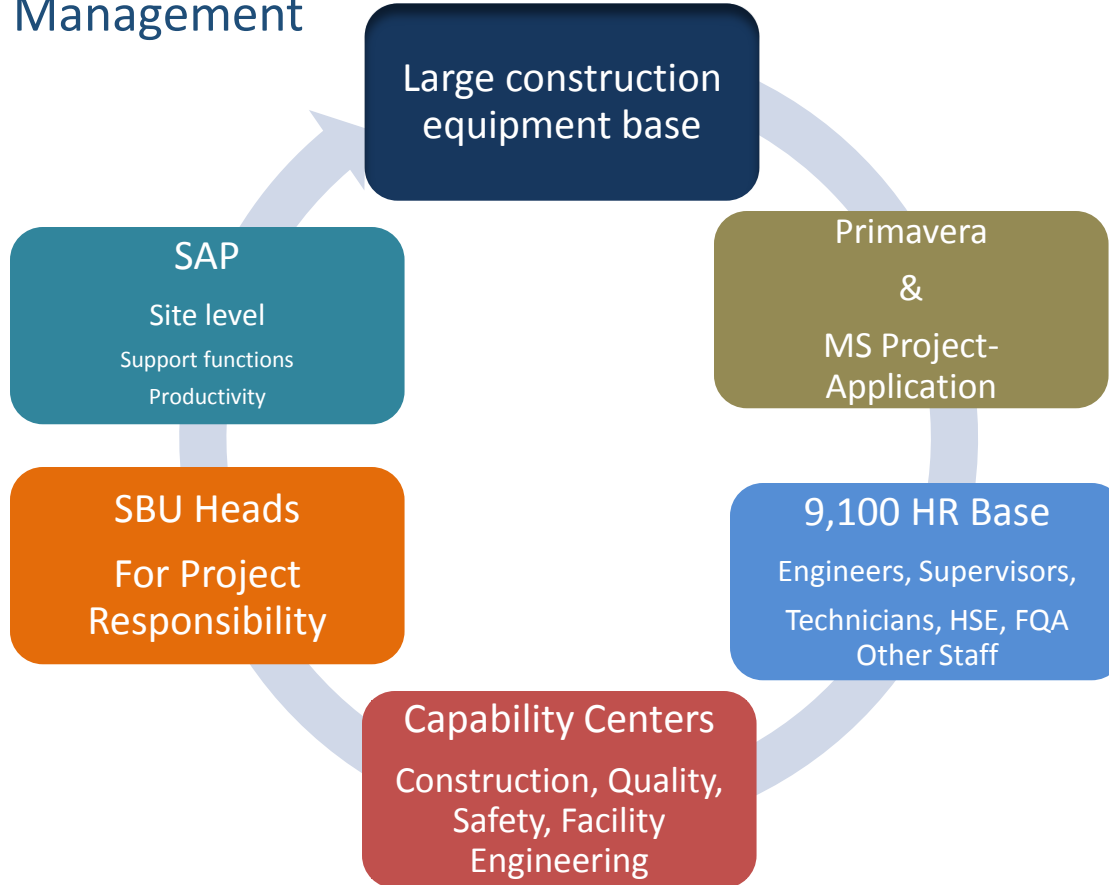 Management
Large construction
equipment base
Primavera
&
MS Project-
Application
9,100 HR Base
Engineers, Supervisors,
Technicians, HSE, FQA
Other Staff
Capability Centers
Construction, Quality,
Safety, Facility
Engineering
SBU Heads
For Project
Responsibility
SAP
Site level
Support functions
Productivity